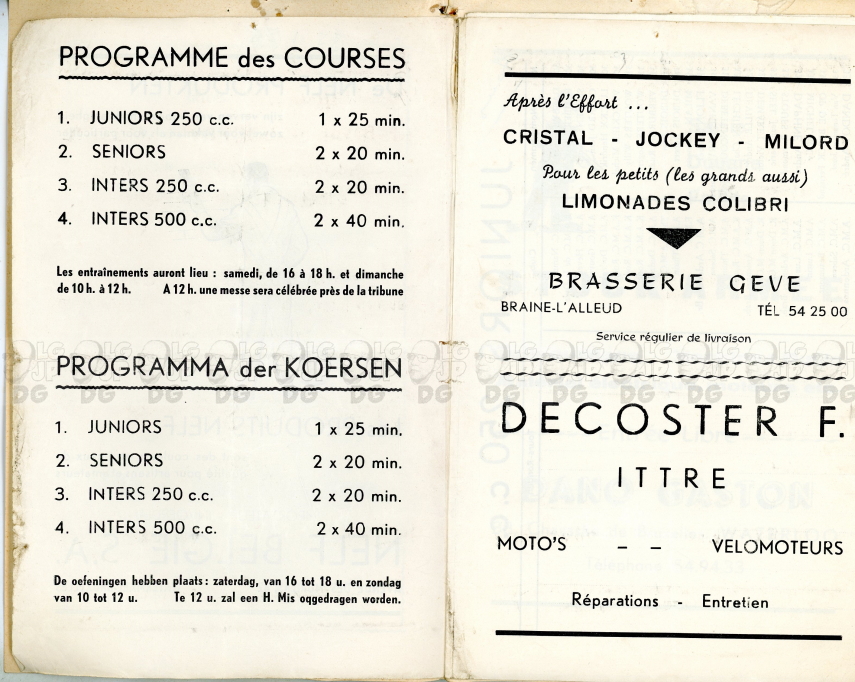 PROGRAMME des COURSES
1. JUNIORS 250 c.c. 1 x 25 min.
2. SENIORS 2 x 20 min.
3. INTERS 250 c.c. 2 x 20 min.
4. INTERS 500 c.c. 2 x 40 min.
Les entraînements auront lieu : samedi, de 16 à 18 h. et dimanche
de 10 h. à 12 h. A 12 h. une messe sera célébrée près de la tribune
PROGRAMMA der KOERSEN
1. JUNIORS 1 x 25 min.
2. SENIORS 2 x 20 min.
3. INTERS 250 c.c. 2 x 20 min.
4. INTERS 500 c.c. 2 x 40 min.
De oefeningen hebben plaats : zaterdag, van 16 tot 18 u. en zondag
van 10 tot 12 u. Te 12 u. zal een H. Mis oqgedragen worden.
Après l'Effort ...
CRISTAL - JOCKEY - MILORD
Pour les petits (les grands aussi)
LIMONADES COLIBRI
BRASSERIE GEVE
BRAINE-L'ALLEUD TÉL 54 25 00
Service régulier de livraison
DECOSTER F.
ITTRE
MOTO'S - - VELOMOTEURS
Réparations - Entretien